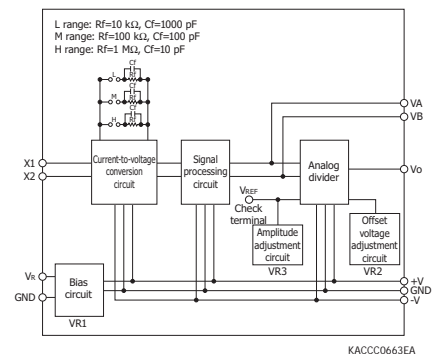 L range: Rf=10 kΩ, Cf=1000 pF
M range: Rf=100 kΩ, Cf=100 pF
H range: Rf=1 MΩ, Cf=10 pF
Cf
L
Rf
Cf
M
Rf
Cf
H
Rf
VA
VB
X1
X2
Current-to-voltage
conversion
circuit
Signal
processing
circuit
Analog
divider
Vo
VREF
Check
terminal
Amplitude
adjustment
circuit
VR3
Offset
voltage
adjustment
circuit
VR2
VR
GND
Bias
circuit
VR1
+V
GND
-V
KACCC0663EA